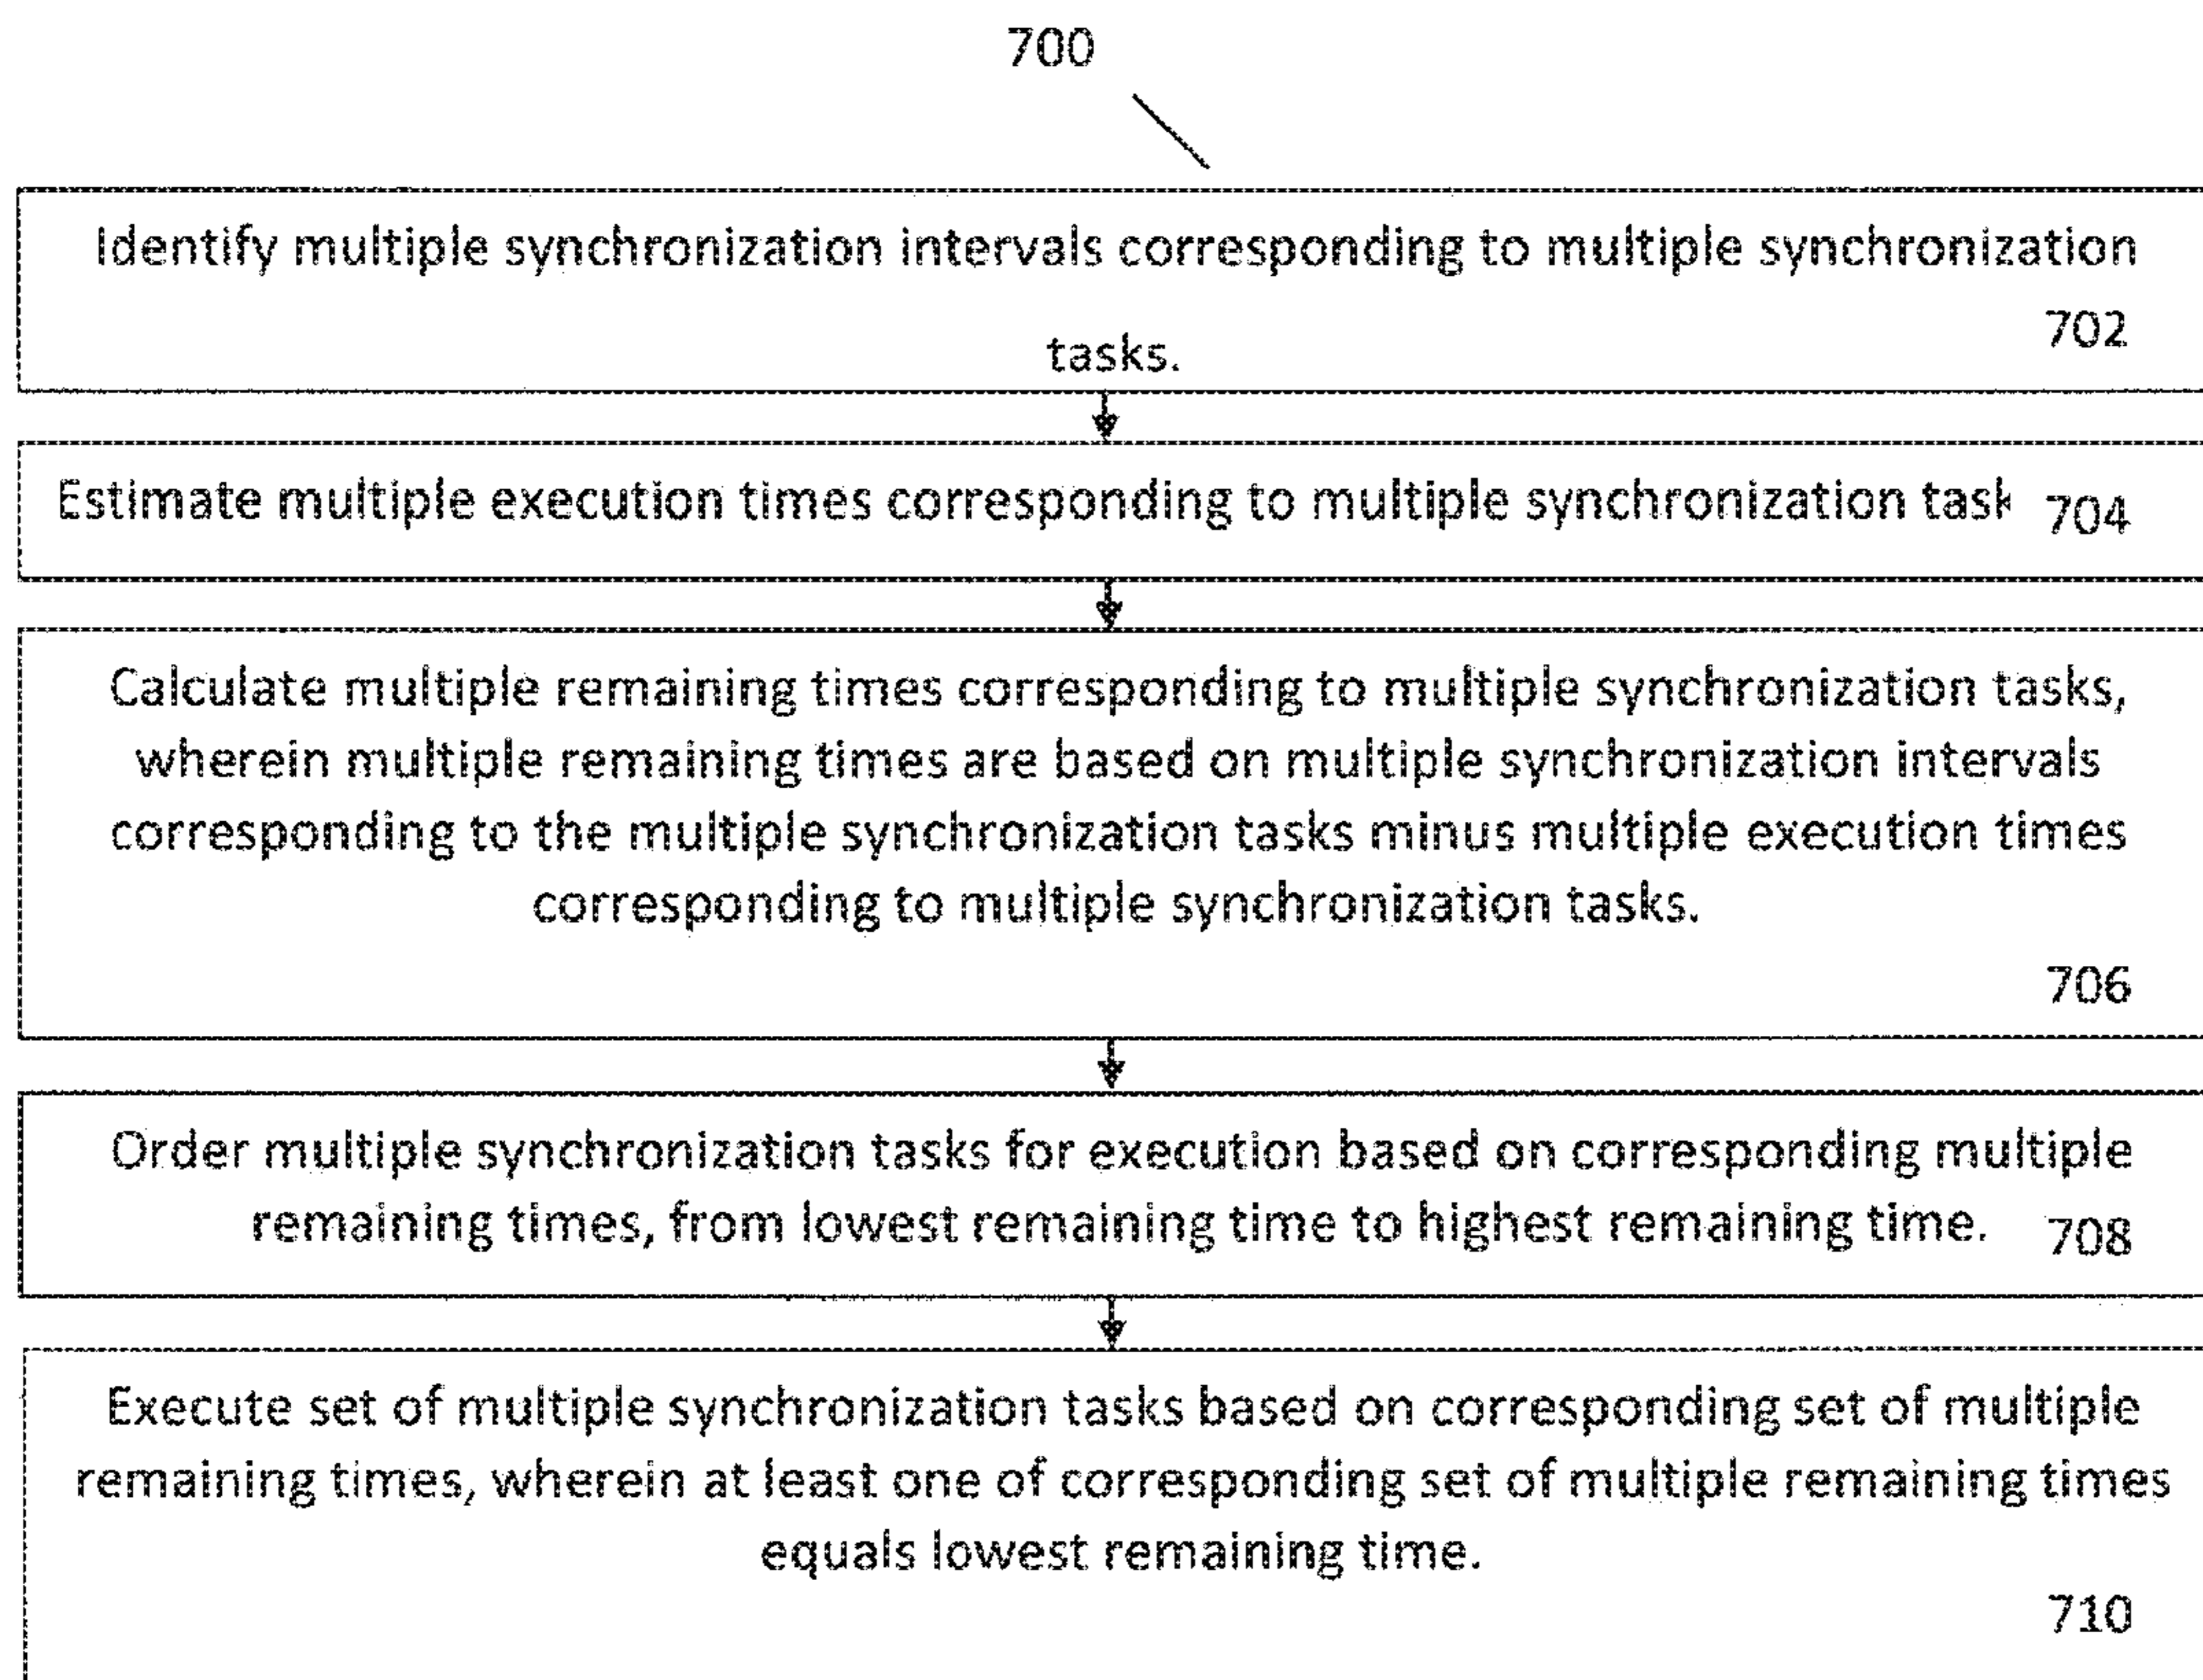 700
Identify multiple synchronization intervals corresponding to multiple synchronization
702
tasks.
Estimate multiple execution times corresponding to multiple synchronization task 704
Calculate multiple remaining times corresponding to multiple synchronization tasks,
wherein multiple remaining times are based on multiple synchronization intervals
corresponding to the multiple synchronization tasks minus multiple execution times
corresponding to multiple synchronization tasks.
706
Order multiple synchronization tasks for execution based on corresponding multiple
remaining times, from lowest remaining time to highest remaining time. 708
Execute set of multiple synchronization tasks based on corresponding set of multiple
remaining times, wherein at least one of corresponding set of multiple remaining times
equals lowest remaining time.
710